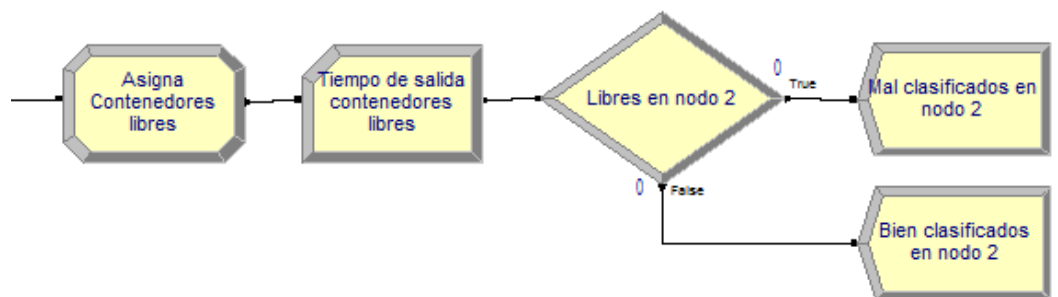 Asigna
Contenedores
libres
Tiempo de salida
contenedores
libres
Libres en nodo 2
0
True
0
False
Mal clasificados en
nodo 2
Bien clasificados
en nodo 2